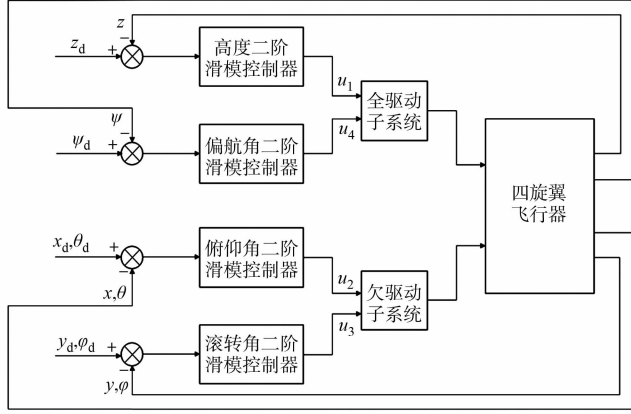 z
−
z_d
+
高度二阶
滑模控制器
u_1
ψ
−
ψ_d
+
偏航角二阶
滑模控制器
u_4
全驱动
子系统
四旋翼
飞行器
x_d,θ_d
+
−
x,θ
俯仰角二阶
滑模控制器
u_2
欠驱动
子系统
y_d,φ_d
+
−
y,φ
滚转角二阶
滑模控制器
u_3